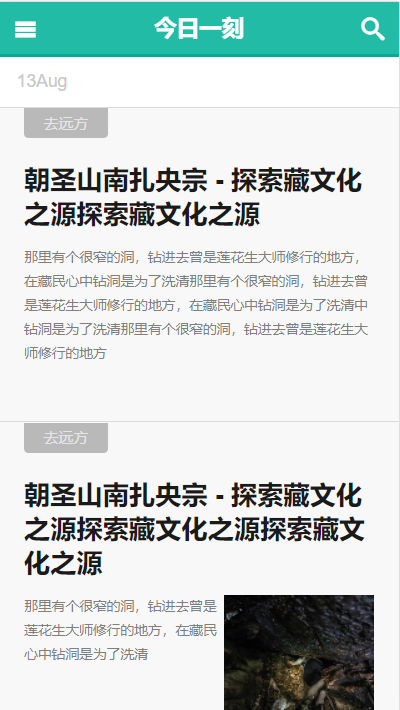 今日一刻
13Aug
去远方
朝圣山南扎央宗 - 探索藏文化
之源探索藏文化之源
那里有个很窄的洞，钻进去曾是莲花生大师修行的地方，
在藏民心中钻洞是为了洗清那里有个很窄的洞，钻进去曾
是莲花生大师修行的地方，在藏民心中钻洞是为了洗清中
钻洞是为了洗清那里有个很窄的洞，钻进去曾是莲花生大
师修行的地方
去远方
朝圣山南扎央宗 - 探索藏文化
之源探索藏文化之源探索藏文
化之源
那里有个很窄的洞，钻进去曾是
莲花生大师修行的地方，在藏民
心中钻洞是为了洗清